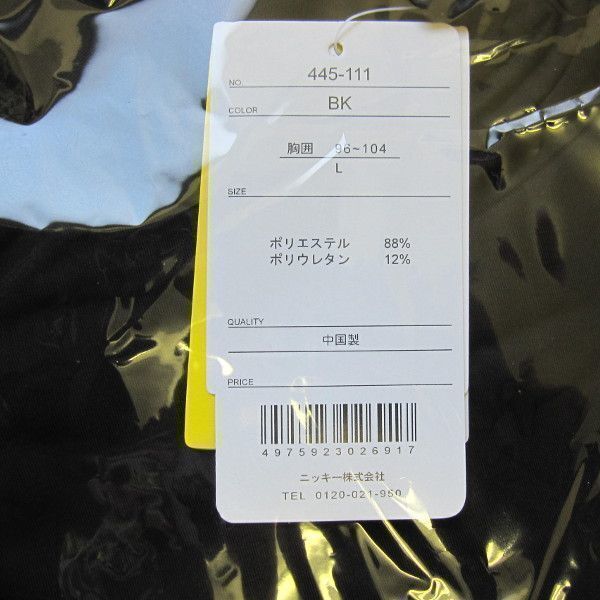 NO. 445-111
COLOR BK
胸囲 96~104
L
SIZE
ポリエステル 88%
ポリウレタン 12%
QUALITY
中国製
PRICE
4975923026917
ニッキー株式会社
TEL 0120-021-950